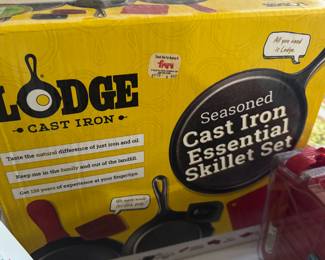 All you need
is Lodge.
LODGE
CAST IRON
Seasoned
Cast Iron
Essential
Skillet Set
Taste the natural difference of just iron and oil.
Keep me in the family and out of the landfill.
Get 125 years of experience at your fingertips.